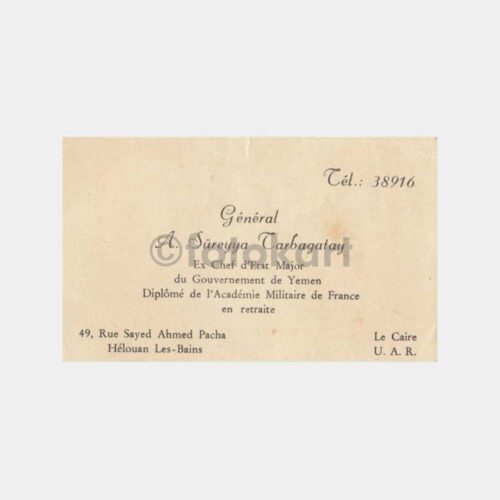 Tél.: 38916
Général
A. Süreyya Tarbagatay
©fotokart
Ex Chef d'Etat Major
du Gouvernement de Yemen
Diplômé de l'Académie Militaire de France
en retraite
49, Rue Sayed Ahmed Pacha
Hélouan Les-Bains
Le Caire
U. A. R.